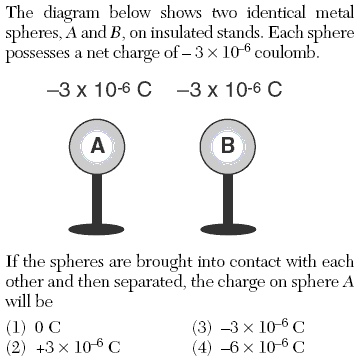 The diagram below shows two identical metal
spheres, A and B, on insulated stands. Each sphere
possesses a net charge of – 3 × 10⁻⁶ coulomb.
–3 x 10⁻⁶ C –3 x 10⁻⁶ C
A B
If the spheres are brought into contact with each
other and then separated, the charge on sphere A
will be
(1) 0 C (3) –3 × 10⁻⁶ C
(2) +3 × 10⁻⁶ C (4) –6 × 10⁻⁶ C